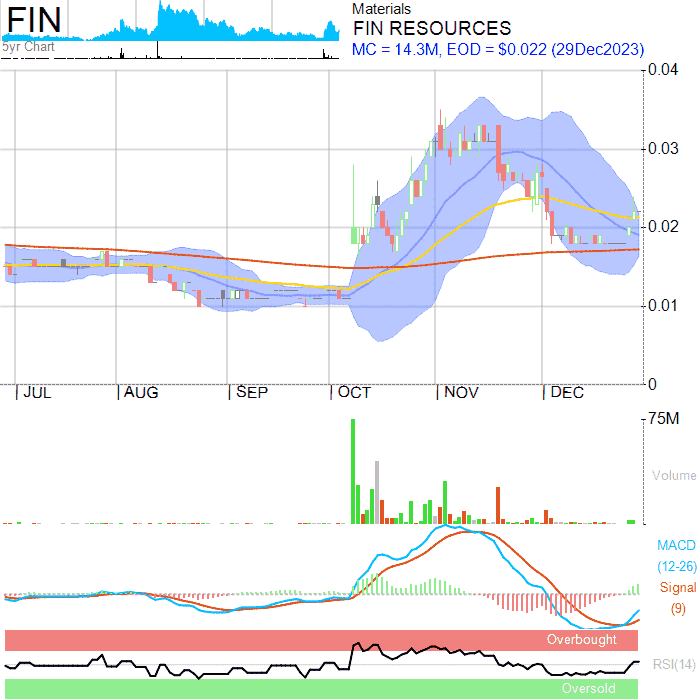 FIN
5yr Chart
Materials
FIN RESOURCES
MC = 14.3M, EOD = $0.022 (29Dec2023)
0.04
0.03
0.02
0.01
0
JUL AUG SEP OCT NOV DEC
75M
Volume
MACD
(12-26)
Signal
(9)
Overbought
RSI(14)
Oversold